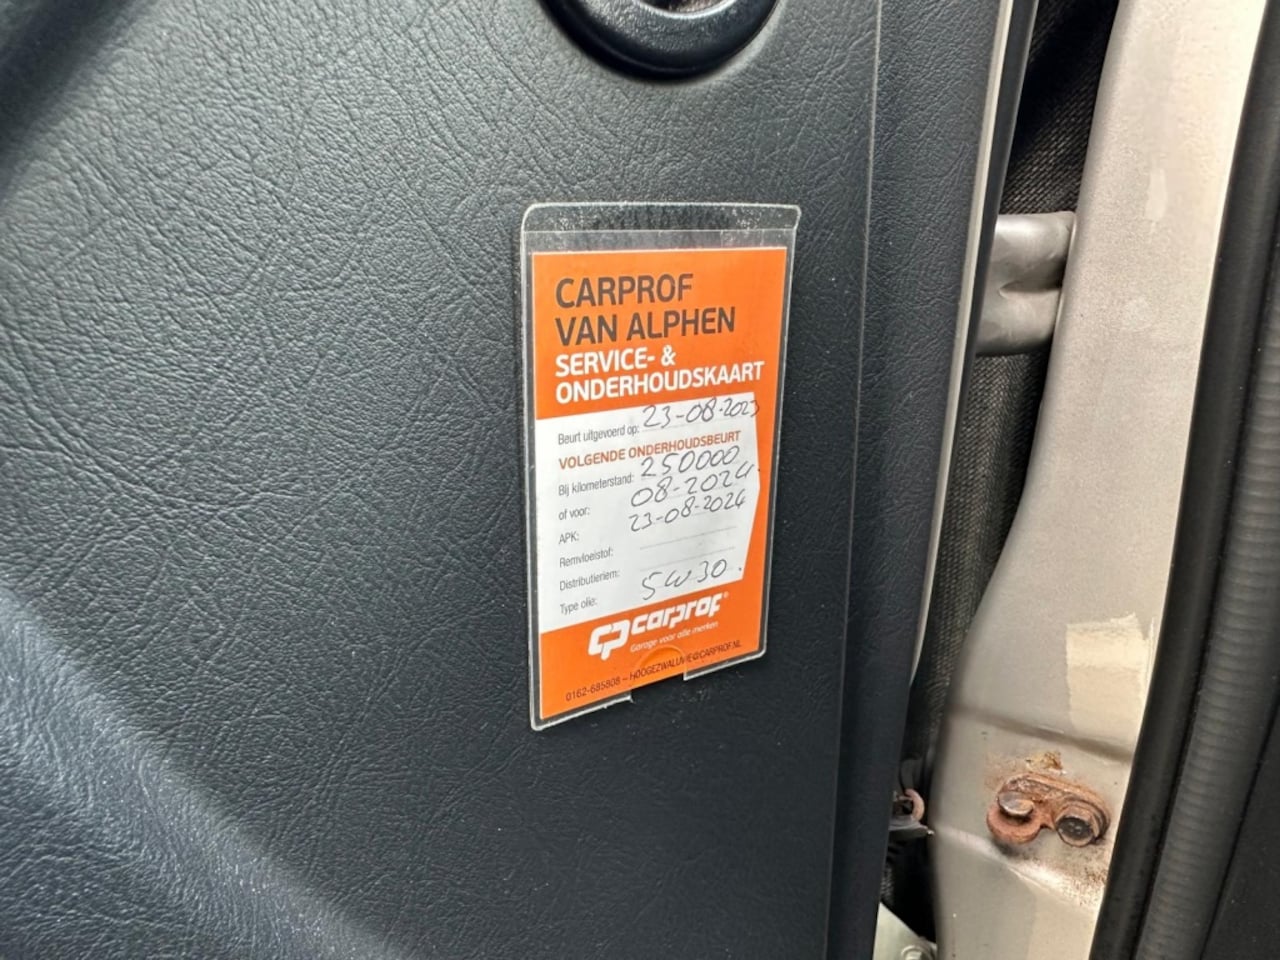 CARPROF
VAN ALPHEN
SERVICE- &
ONDERHOUDSKAART
Beurt uitgevoerd op: 23-08-2023
VOLGENDE ONDERHOUDSBEURT
Bij kilometerstand: 250000
of voor: 08-2024
APK: 23-08-2024
Remvloeistof:
Distributieriem:
Type olie: 5W30.
cp carprof®
Garage voor alle merken
0162-685808 – HOOGEZWALUWE@CARPROF.NL